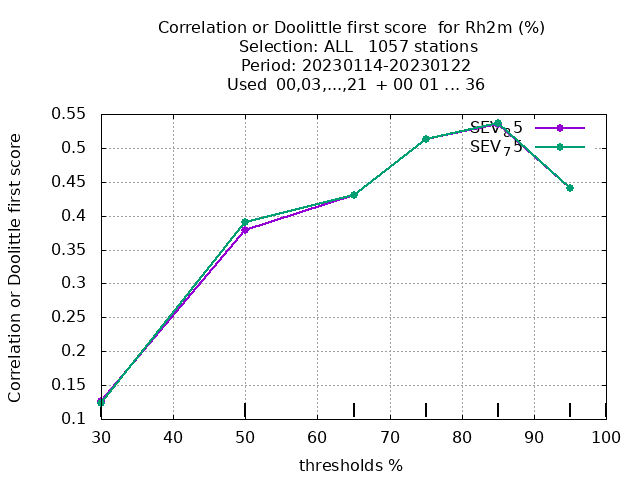 Correlation or Doolittle first score  for Rh2m (%)
Selection: ALL   1057 stations
Period: 20230114-20230122
Used  00,03,...,21  + 00 01 ... 36
Correlation or Doolittle first score
0.55
0.5
0.45
0.4
0.35
0.3
0.25
0.2
0.15
0.1
SEV₈5
SEV₇5
30 40 50 60 70 80 90 100
thresholds %